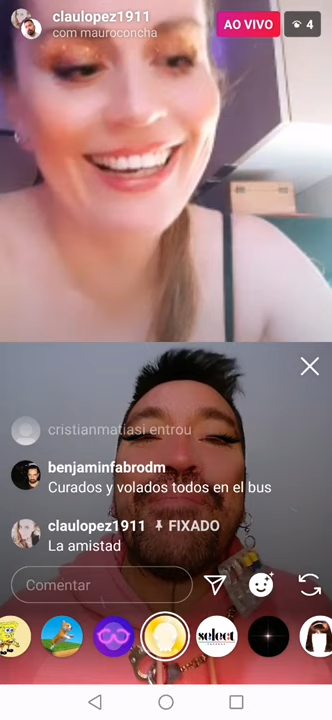 claulopez1911
com mauroconcha
AO VIVO
4
cristianmatiasi entrou
benjaminfabrodm
Curados y volados todos en el bus
claulopez1911 FIXADO
La amistad
Comentar
select